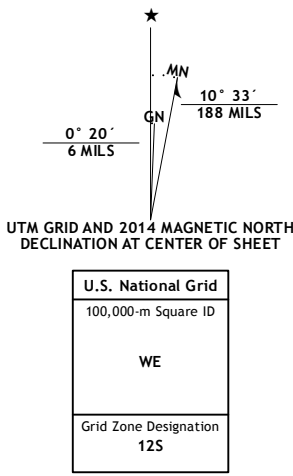 ★
MN
10° 33´
188 MILS
GN
0° 20´
6 MILS
UTM GRID AND 2014 MAGNETIC NORTH
DECLINATION AT CENTER OF SHEET
U.S. National Grid
100,000-m Square ID
WE
Grid Zone Designation
12S